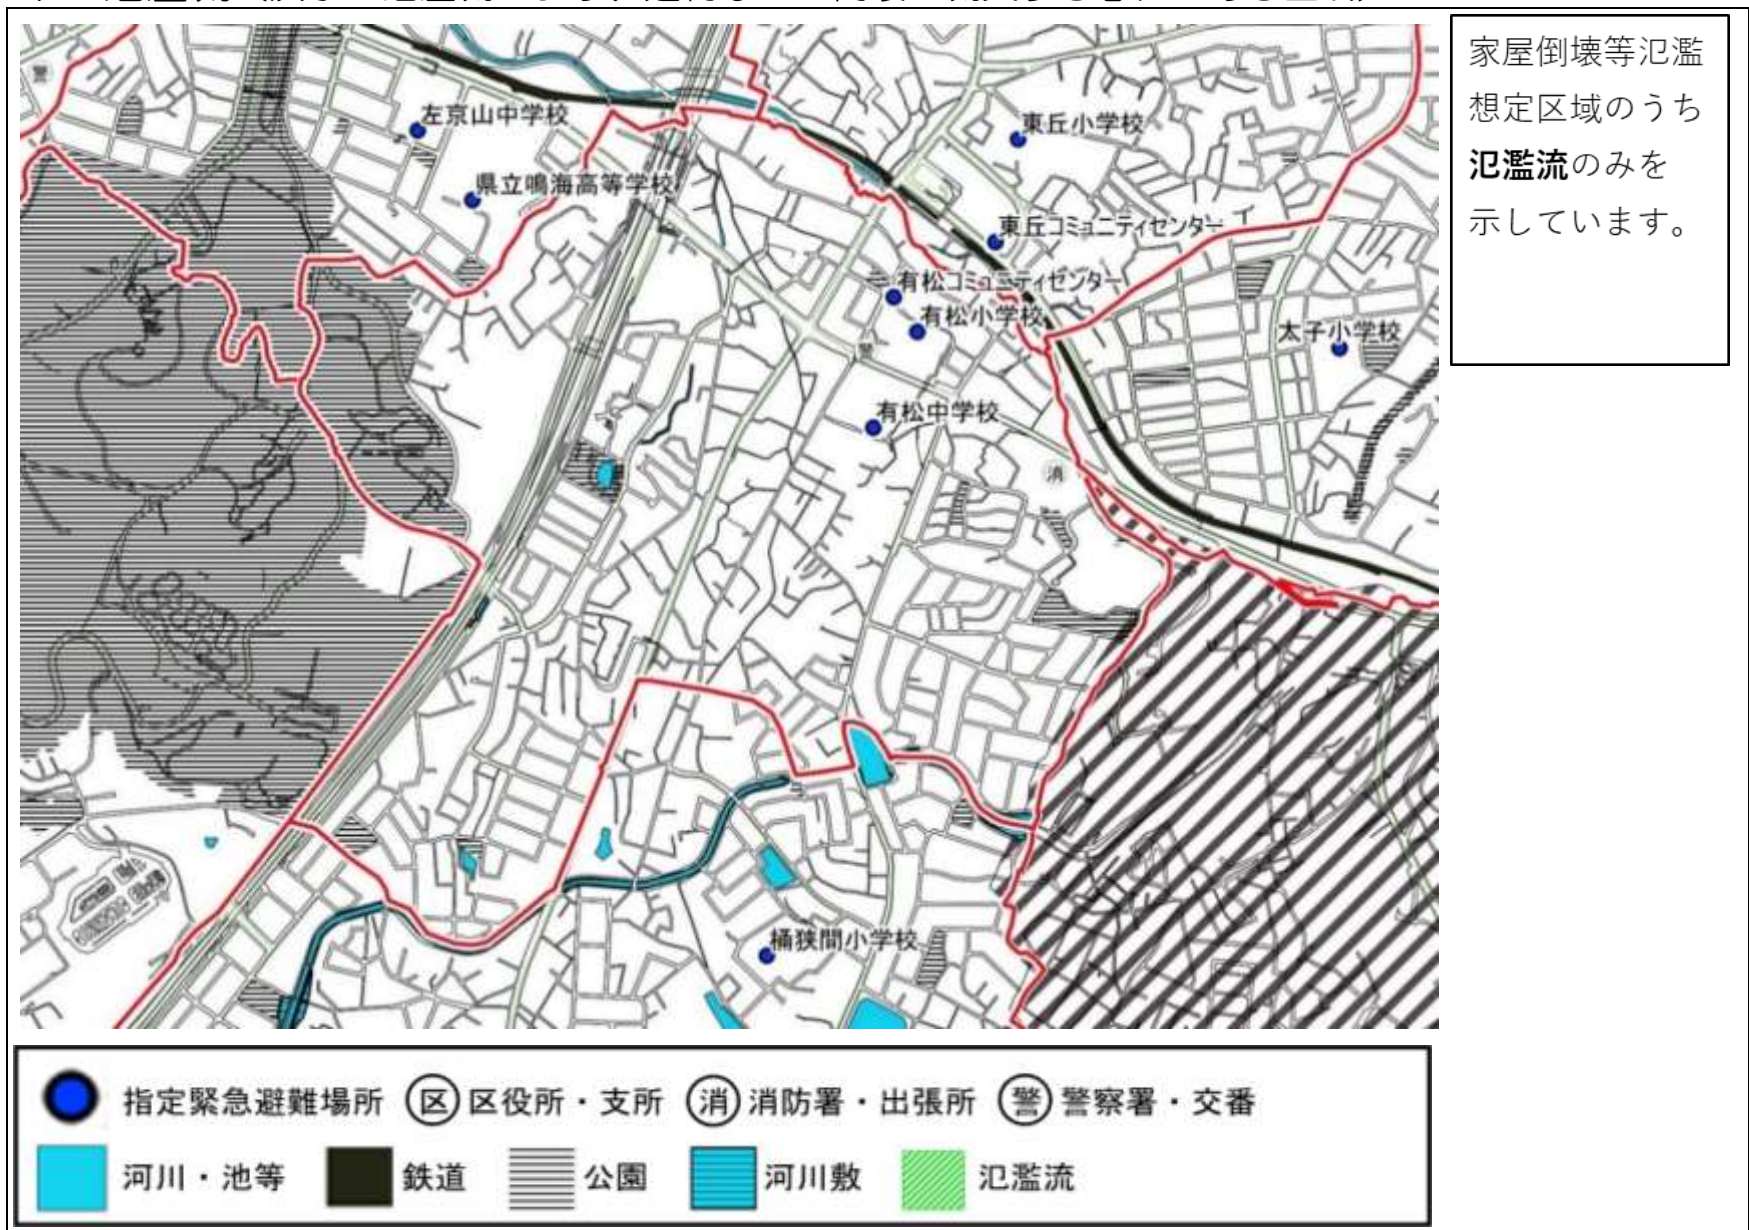 家屋倒壊等氾濫
想定区域のうち
氾濫流のみを
示しています。
警
左京山中学校
東丘小学校
県立鳴海高等学校
東丘コミュニティセンター
有松コミュニティセンター
有松小学校
警
太子小学校
有松中学校
消
桶狭間小学校
指定緊急避難場所 区 区役所・支所 消 消防署・出張所 警 警察署・交番
河川・池等 鉄道 公園 河川敷 氾濫流